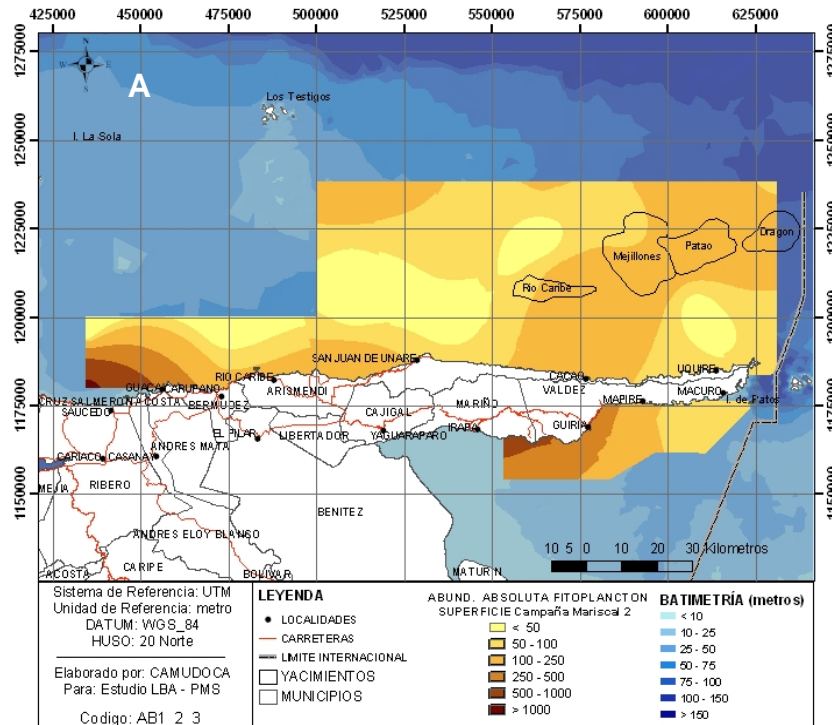 425000 450000 475000 500000 525000 550000 575000 600000 625000
1275000
1250000
1225000
1200000
1175000
1150000
1275000
1250000
1225000
1200000
1175000
1150000
N
W E
S
A
Los Testigos
I. La Sola
Dragon
Patao
Mejillones
Rio Caribe
SAN JUAN DE UNARE
RIO CARIBE
CACAO
UQUIRE
GUACA CARUPANO
ARISMENDI
VALDEZ
MACURO
CRUZ SALMERON ACOSTA
BERMUDEZ
MARIÑO
MAPIRE
I. de Patos
SAUCEDO
CAJIGAL
EL PILAR
LIBERTADOR
YAGUARAPARO
IRAPA
GUIRIA
ANDRES MATA
CARIACO CASANAY
MEJIA
RIBERO
BENITEZ
ANDRES ELOY BLANCO
10 5 0 10 20 30 Kilometros
CARIPE
ACOSTA
BOLIVAR
MATURIN
Sistema de Referencia: UTM
Unidad de Referencia: metro
DATUM: WGS_84
HUSO: 20 Norte
Elaborado por: CAMUDOCA
Para: Estudio LBA - PMS
Codigo: AB1_2_3
LEYENDA
LOCALIDADES
CARRETERAS
LIMITE INTERNACIONAL
YACIMIENTOS
MUNICIPIOS
ABUND. ABSOLUTA FITOPLANCTON
SUPERFICIE Campaña Mariscal 2
< 50
50 - 100
100 - 250
250 - 500
500 - 1000
> 1000
BATIMETRÍA (metros)
< 10
10 - 25
25 - 50
50 - 75
75 - 100
100 - 150
> 150